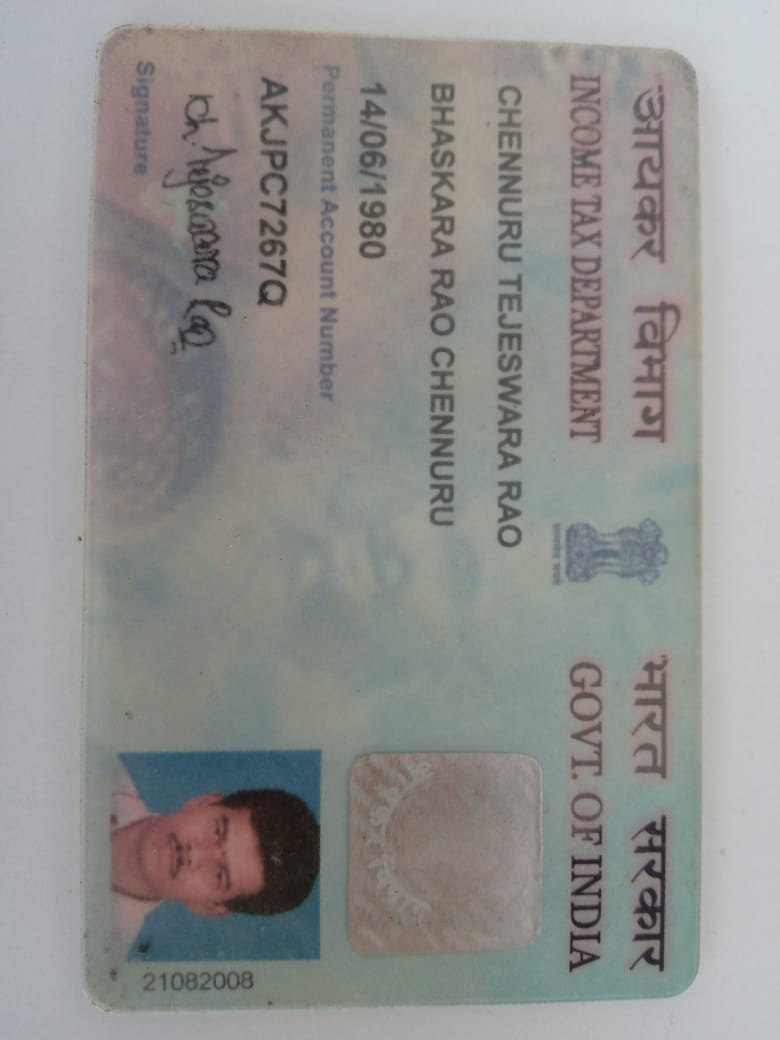 आयकर विभाग भारत सरकार
INCOME TAX DEPARTMENT GOVT. OF INDIA
सत्यमेव जयते
CHENNURU TEJESWARA RAO
BHASKARA RAO CHENNURU
14/06/1980
Permanent Account Number
AKJPC7267Q
Ch. Tejeswara Rao
Signature
आयकर विभाग
21082008